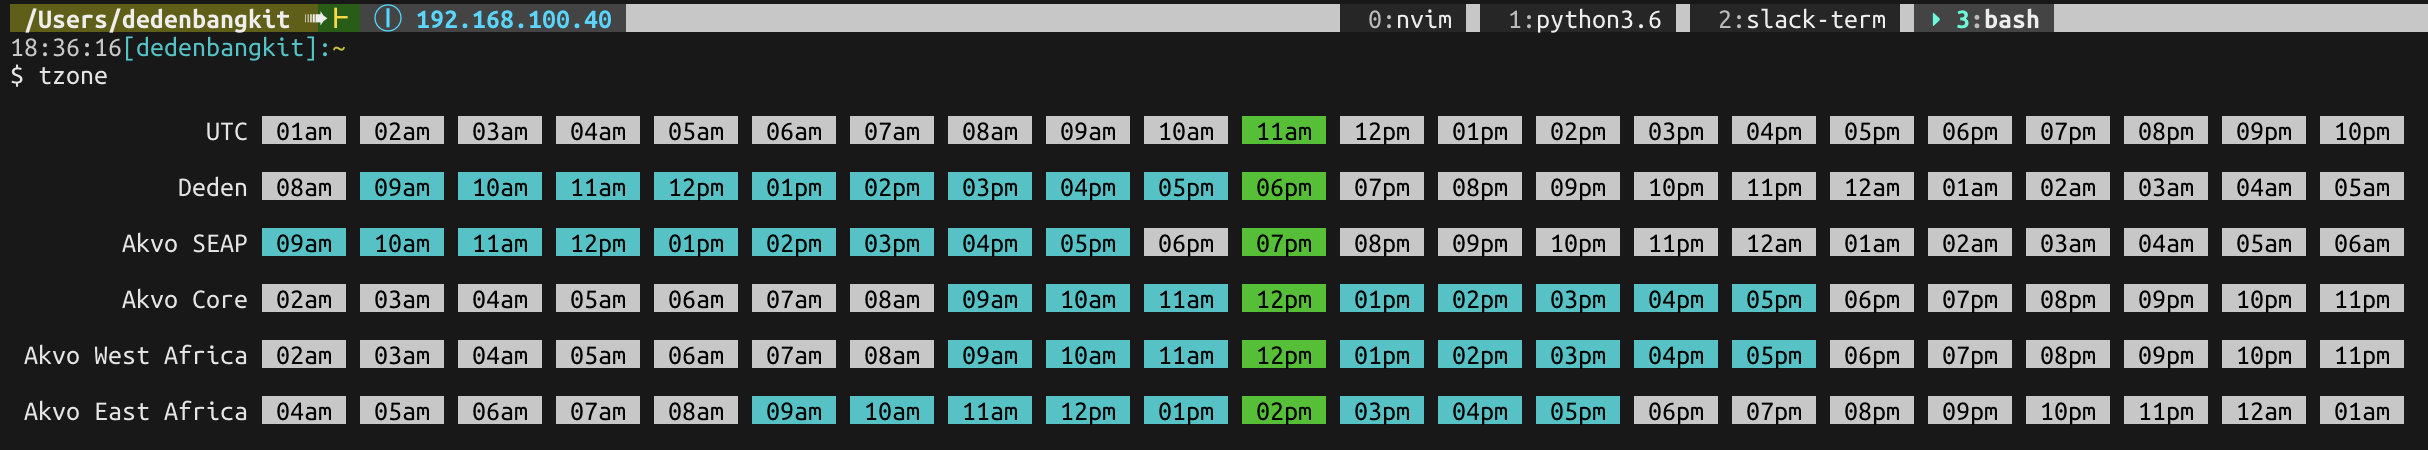 /Users/dedenbangkit ➠⊢ Ⓘ 192.168.100.40 0:nvim 1:python3.6 2:slack-term 3:bash
18:36:16[dedenbangkit]:~
$ tzone
UTC 01am 02am 03am 04am 05am 06am 07am 08am 09am 10am 11am 12pm 01pm 02pm 03pm 04pm 05pm 06pm 07pm 08pm 09pm 10pm
Deden 08am 09am 10am 11am 12pm 01pm 02pm 03pm 04pm 05pm 06pm 07pm 08pm 09pm 10pm 11pm 12am 01am 02am 03am 04am 05am
Akvo SEAP 09am 10am 11am 12pm 01pm 02pm 03pm 04pm 05pm 06pm 07pm 08pm 09pm 10pm 11pm 12am 01am 02am 03am 04am 05am 06am
Akvo Core 02am 03am 04am 05am 06am 07am 08am 09am 10am 11am 12pm 01pm 02pm 03pm 04pm 05pm 06pm 07pm 08pm 09pm 10pm 11pm
Akvo West Africa 02am 03am 04am 05am 06am 07am 08am 09am 10am 11am 12pm 01pm 02pm 03pm 04pm 05pm 06pm 07pm 08pm 09pm 10pm 11pm
Akvo East Africa 04am 05am 06am 07am 08am 09am 10am 11am 12pm 01pm 02pm 03pm 04pm 05pm 06pm 07pm 08pm 09pm 10pm 11pm 12am 01am